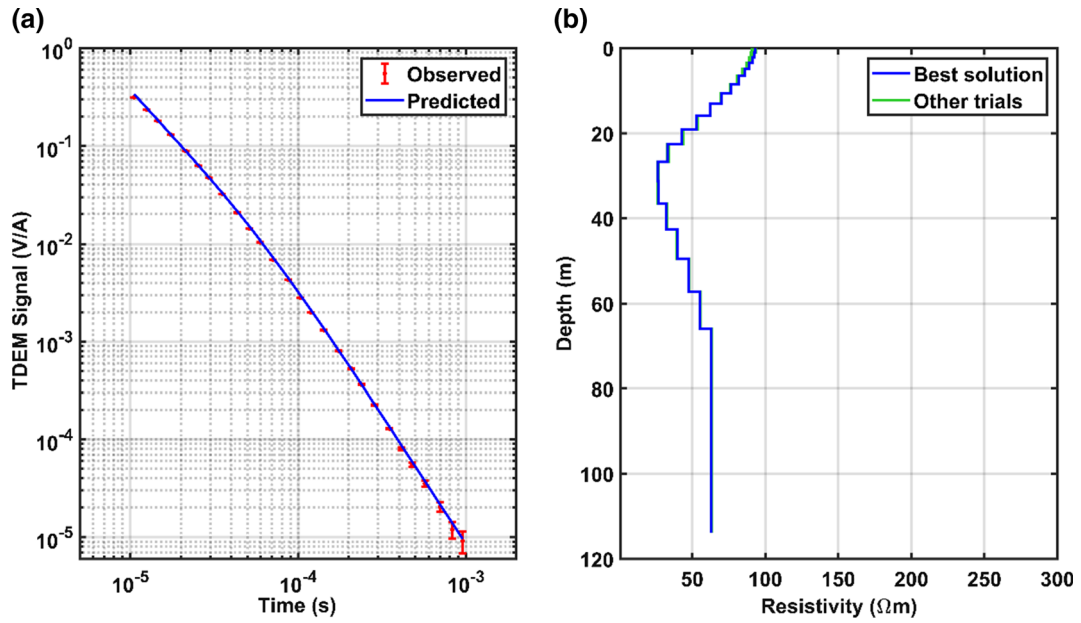 (a)
10^0
10^-1
10^-2
10^-3
10^-4
10^-5
TDEM Signal (V/A)
Observed
Predicted
10^-5
10^-4
10^-3
Time (s)
(b)
0
20
40
60
80
100
120
Depth (m)
Best solution
Other trials
50
100
150
200
250
300
Resistivity (Ωm)